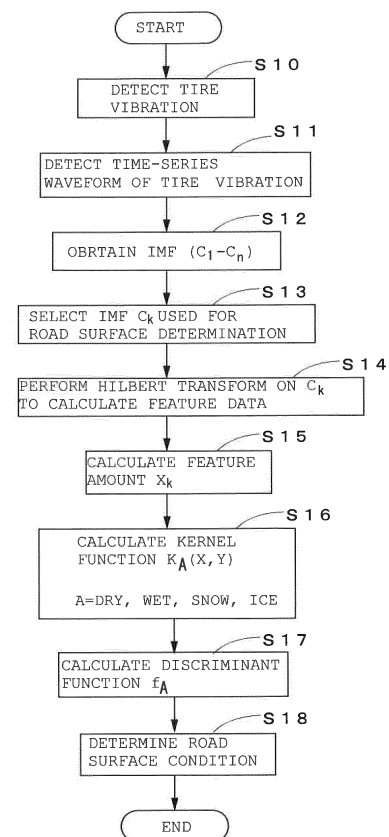 START
S10
DETECT TIRE
VIBRATION
S11
DETECT TIME-SERIES
WAVEFORM OF TIRE VIBRATION
S12
OBRTAIN IMF (C1-Cn)
S13
SELECT IMF Ck USED FOR
ROAD SURFACE DETERMINATION
S14
PERFORM HILBERT TRANSFORM ON Ck
TO CALCULATE FEATURE DATA
S15
CALCULATE FEATURE
AMOUNT Xk
S16
CALCULATE KERNEL
FUNCTION KA(X,Y)
A=DRY, WET, SNOW, ICE
S17
CALCULATE DISCRIMINANT
FUNCTION fA
S18
DETERMINE ROAD
SURFACE CONDITION
END